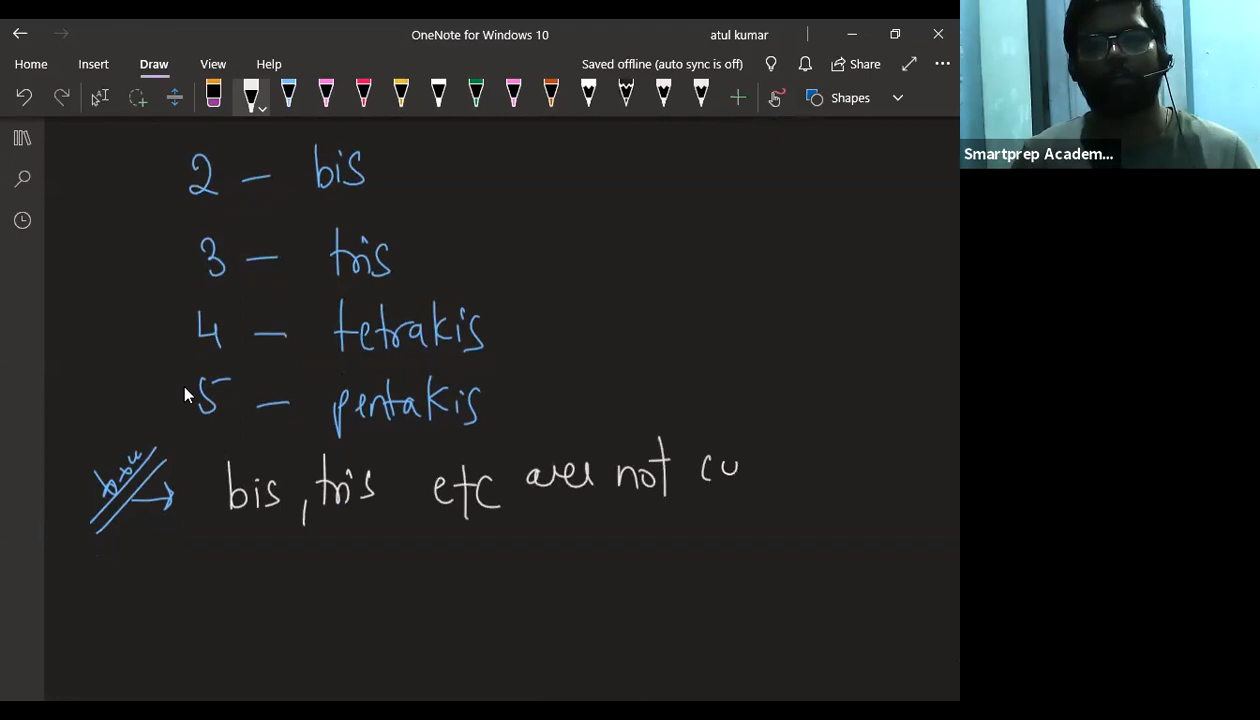 OneNote for Windows 10
atul kumar
Home Insert Draw View Help
Saved offline (auto sync is off)
Share
Shapes
Smartprep Academ...
2 - bis
3 - tris
4 - tetrakis
5 - pentakis
→ bis, tris etc are not